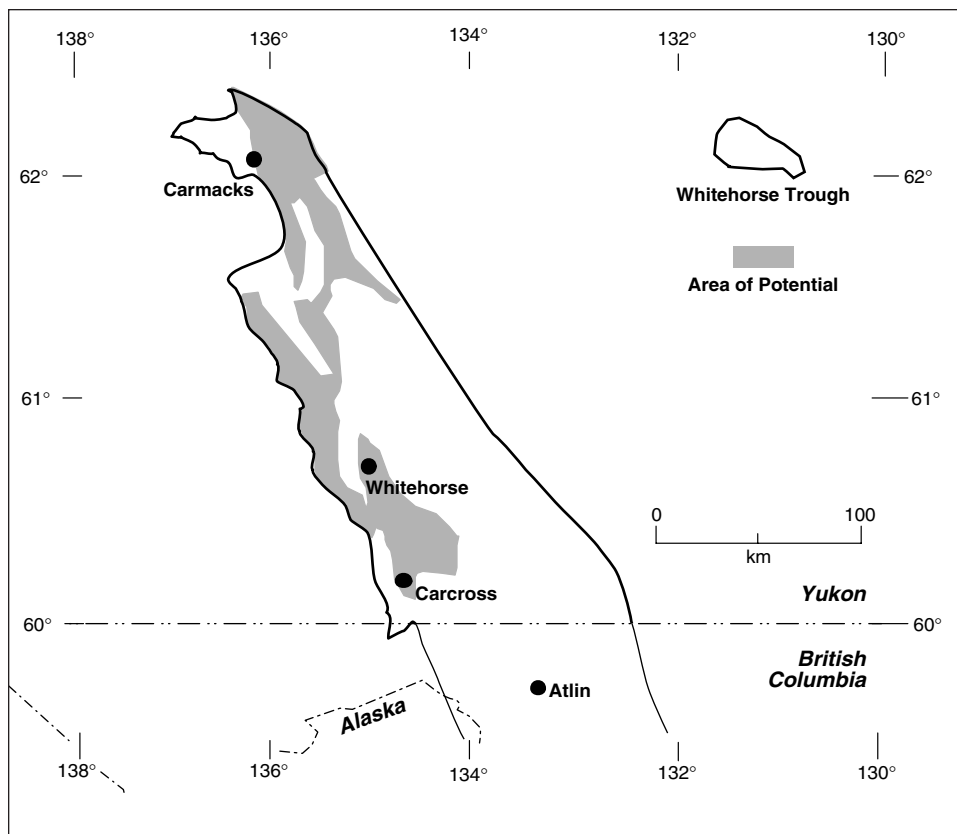 138°
136°
134°
132°
130°
Carmacks
62°
62°
Whitehorse Trough
Area of Potential
61°
61°
Whitehorse
0
100
km
Carcross
Yukon
60°
60°
British
Columbia
Atlin
Alaska
138°
136°
134°
132°
130°